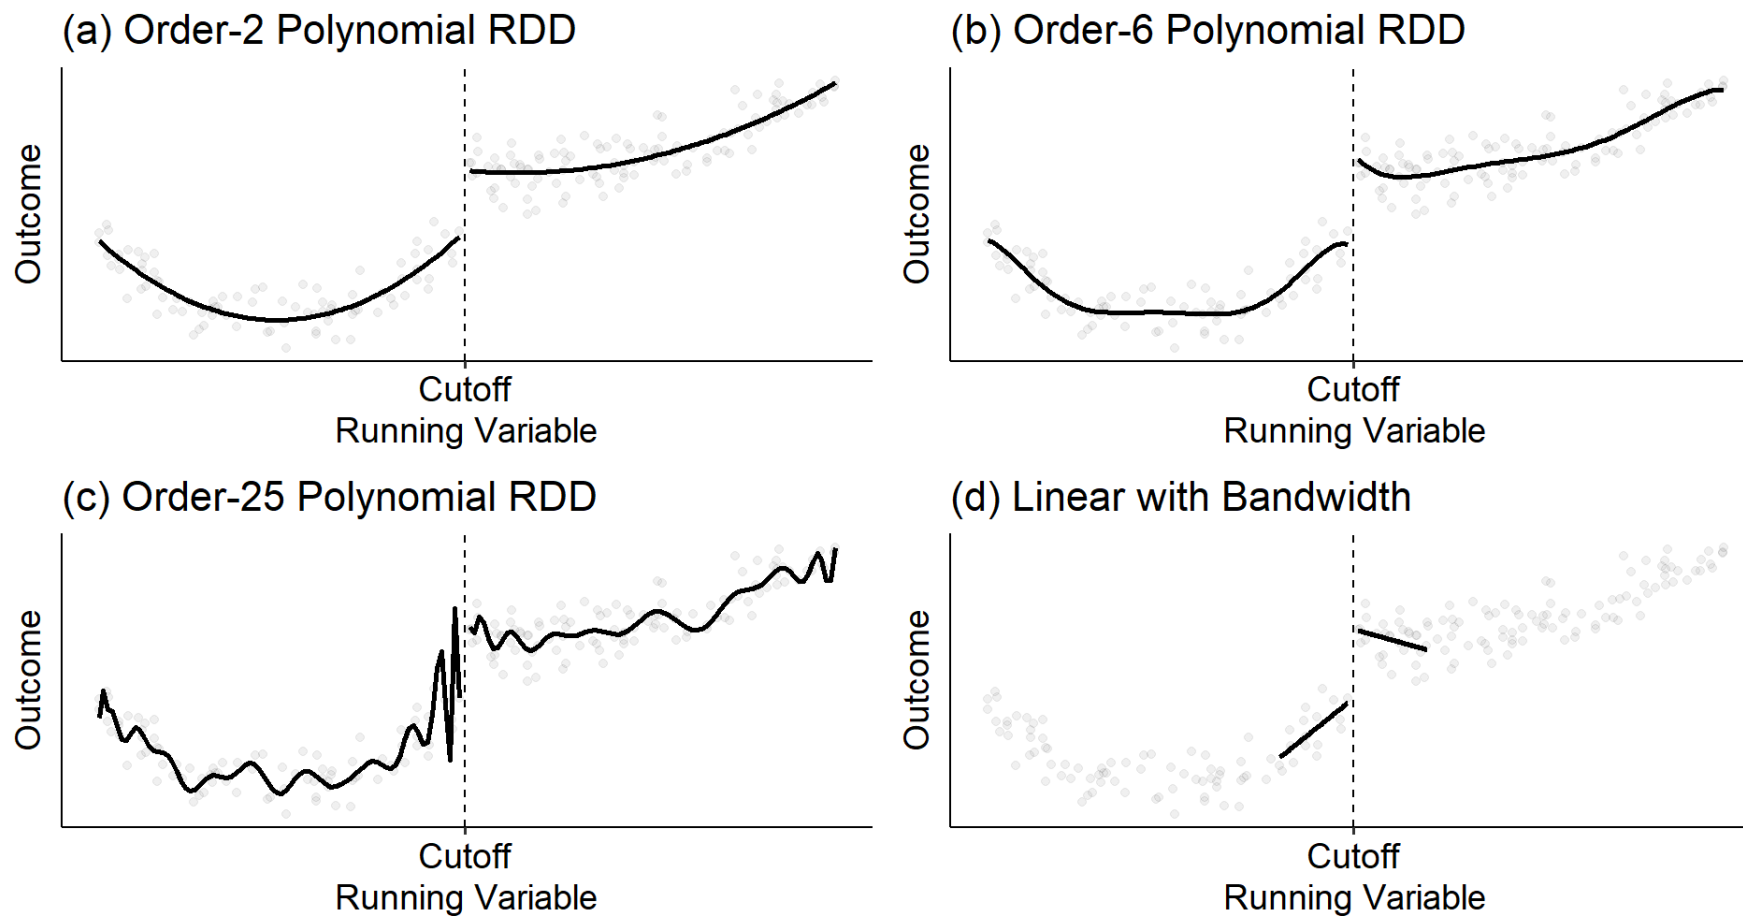 (a) Order-2 Polynomial RDD
Outcome
Cutoff
Running Variable
(b) Order-6 Polynomial RDD
Outcome
Cutoff
Running Variable
(c) Order-25 Polynomial RDD
Outcome
Cutoff
Running Variable
(d) Linear with Bandwidth
Outcome
Cutoff
Running Variable